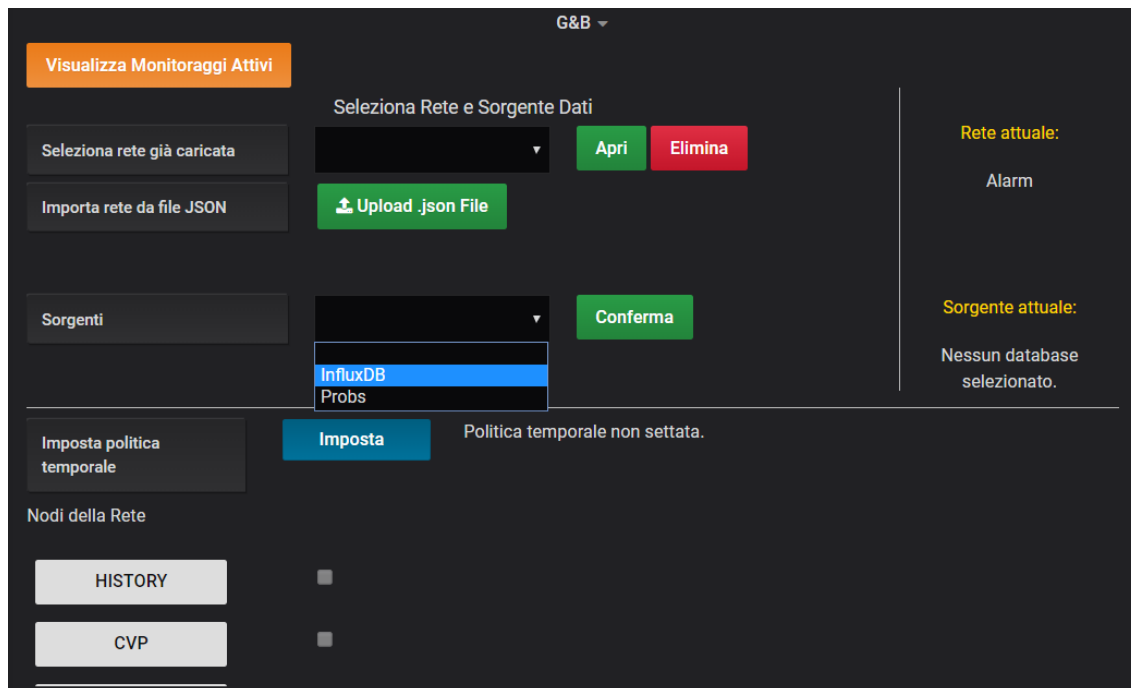 G&B
Visualizza Monitoraggi Attivi
Seleziona Rete e Sorgente Dati
Seleziona rete già caricata
Apri
Elimina
Rete attuale:
Alarm
Importa rete da file JSON
Upload .json File
Sorgenti
Conferma
Sorgente attuale:
Nessun database
selezionato.
InfluxDB
Probs
Imposta politica
temporale
Imposta
Politica temporale non settata.
Nodi della Rete
HISTORY
CVP